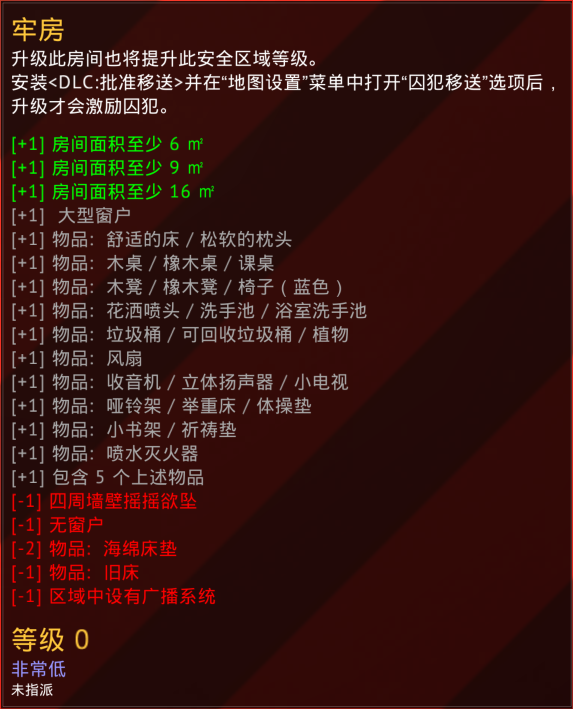 牢房
升级此房间也将提升此安全区域等级。
安装<DLC:批准移送>并在“地图设置”菜单中打开“囚犯移送”选项后，
升级才会激励囚犯。
[+1] 房间面积至少 6 ㎡
[+1] 房间面积至少 9 ㎡
[+1] 房间面积至少 16 ㎡
[+1] 大型窗户
[+1] 物品: 舒适的床 / 松软的枕头
[+1] 物品: 木桌 / 橡木桌 / 课桌
[+1] 物品: 木凳 / 橡木凳 / 椅子（蓝色）
[+1] 物品: 花洒喷头 / 洗手池 / 浴室洗手池
[+1] 物品: 垃圾桶 / 可回收垃圾桶 / 植物
[+1] 物品: 风扇
[+1] 物品: 收音机 / 立体扬声器 / 小电视
[+1] 物品: 哑铃架 / 举重床 / 体操垫
[+1] 物品: 小书架 / 祈祷垫
[+1] 物品: 喷水灭火器
[+1] 包含 5 个上述物品
[-1] 四周墙壁摇摇欲坠
[-1] 无窗户
[-2] 物品: 海绵床垫
[-1] 物品: 旧床
[-1] 区域中设有广播系统
等级 0
非常低
未指派